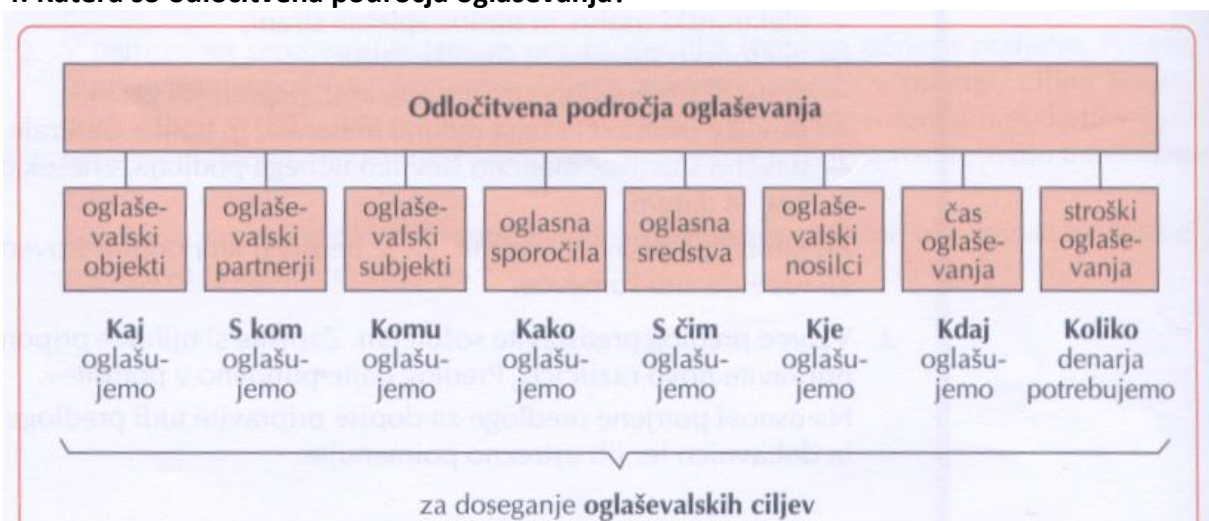 4. Katera so odločitvena področja oglaševanja?
Odločitvena področja oglaševanja
oglaše-
valski
objekti
oglaše-
valski
partnerji
oglaše-
valski
subjekti
oglasna
sporočila
oglasna
sredstva
oglaše-
valski
nosilci
čas
oglaše-
vanja
stroški
oglaše-
vanja
Kaj
oglašu-
jemo
S kom
oglašu-
jemo
Komu
oglašu-
jemo
Kako
oglašu-
jemo
S čim
oglašu-
jemo
Kje
oglašu-
jemo
Kdaj
oglašu-
jemo
Koliko
denarja
potrebujemo
za doseganje oglaševalskih ciljev